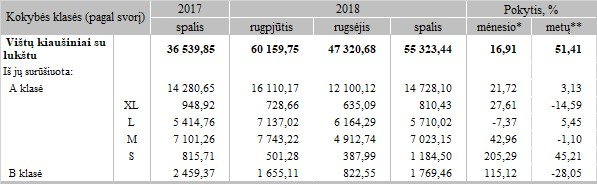 Kokybės klasės (pagal svorį) 2017 2018 Pokytis, %
spalis rugpjūtis rugsėjis spalis mėnesio* metų**
Vištų kiaušiniai su lukštu 36 539,85 60 159,75 47 320,68 55 323,44 16,91 51,41
Iš jų surūšiuota:
A klasė 14 280,65 16 110,17 12 100,12 14 728,10 21,72 3,13
XL 948,92 728,66 635,09 810,43 27,61 -14,59
L 5 414,76 7 137,02 6 164,29 5 710,02 -7,37 5,45
M 7 101,26 7 743,22 4 912,74 7 023,15 42,96 -1,10
S 815,71 501,28 387,99 1 184,50 205,29 45,21
B klasė 2 459,37 1 655,11 822,55 1 769,46 115,12 -28,05